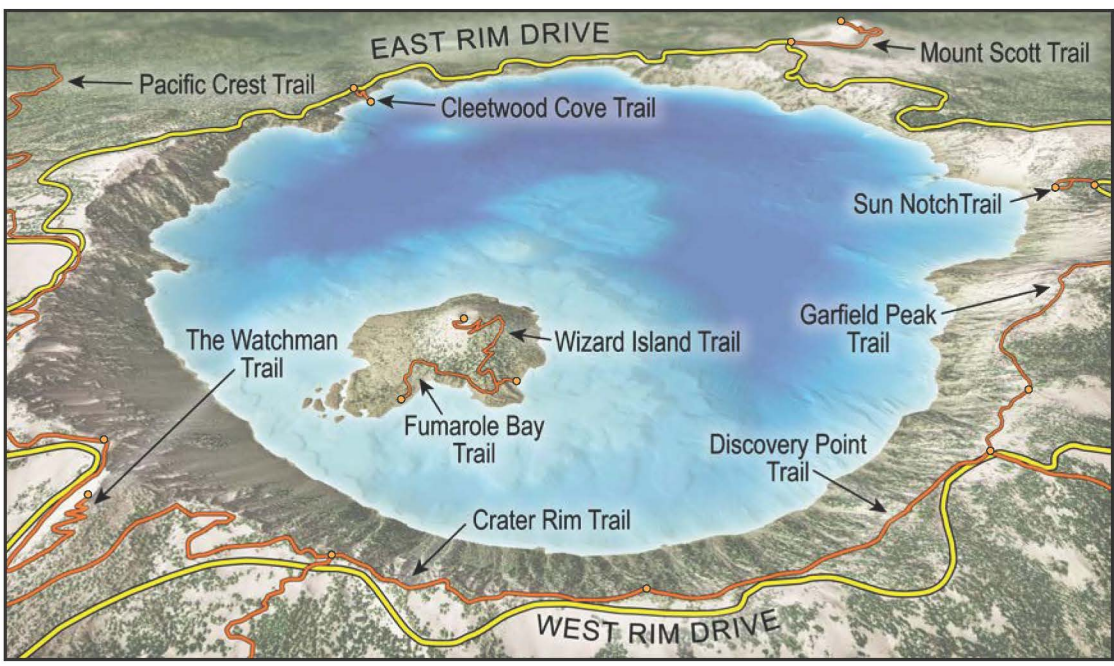 EAST RIM DRIVE
Mount Scott Trail
Pacific Crest Trail
Cleetwood Cove Trail
Sun NotchTrail
Garfield Peak
Trail
The Watchman
Trail
Wizard Island Trail
Fumarole Bay
Trail
Discovery Point
Trail
Crater Rim Trail
WEST RIM DRIVE